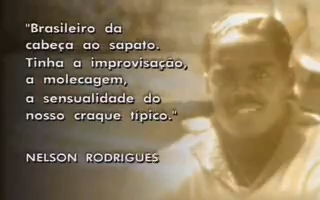 "Brasileiro da
cabeça ao sapato.
Tinha a improvisação,
a molecagem,
a sensualidade do
nosso craque típico."
NELSON RODRIGUES